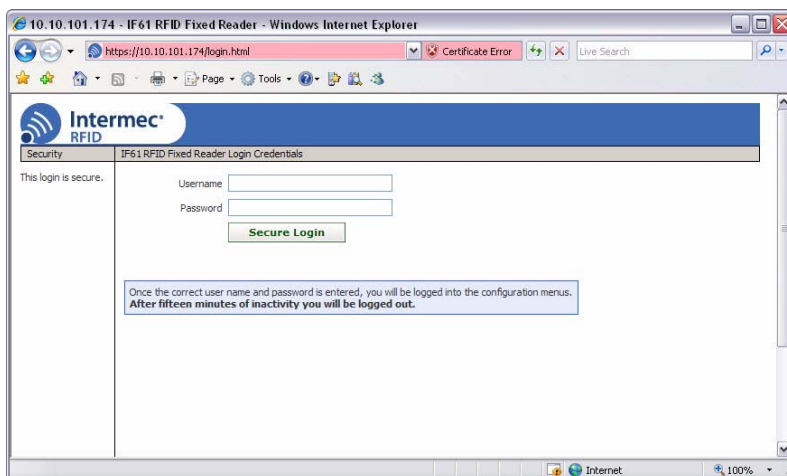 10.10.101.174 - IF61 RFID Fixed Reader - Windows Internet Explorer
https://10.10.101.174/login.html
Certificate Error
Live Search
Page
Tools
Intermec
RFID
Security
IF61 RFID Fixed Reader Login Credentials
This login is secure.
Username
Password
Secure Login
Once the correct user name and password is entered, you will be logged into the configuration menus.
After fifteen minutes of inactivity you will be logged out.
Internet
100%